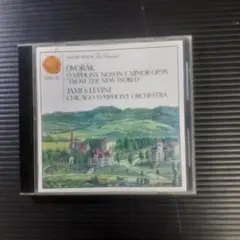 DVOŘÁK
SYMPHONY NO.9 IN E MINOR OP.95
"FROM THE NEW WORLD"
JAMES LEVINE
CHICAGO SYMPHONY ORCHESTRA